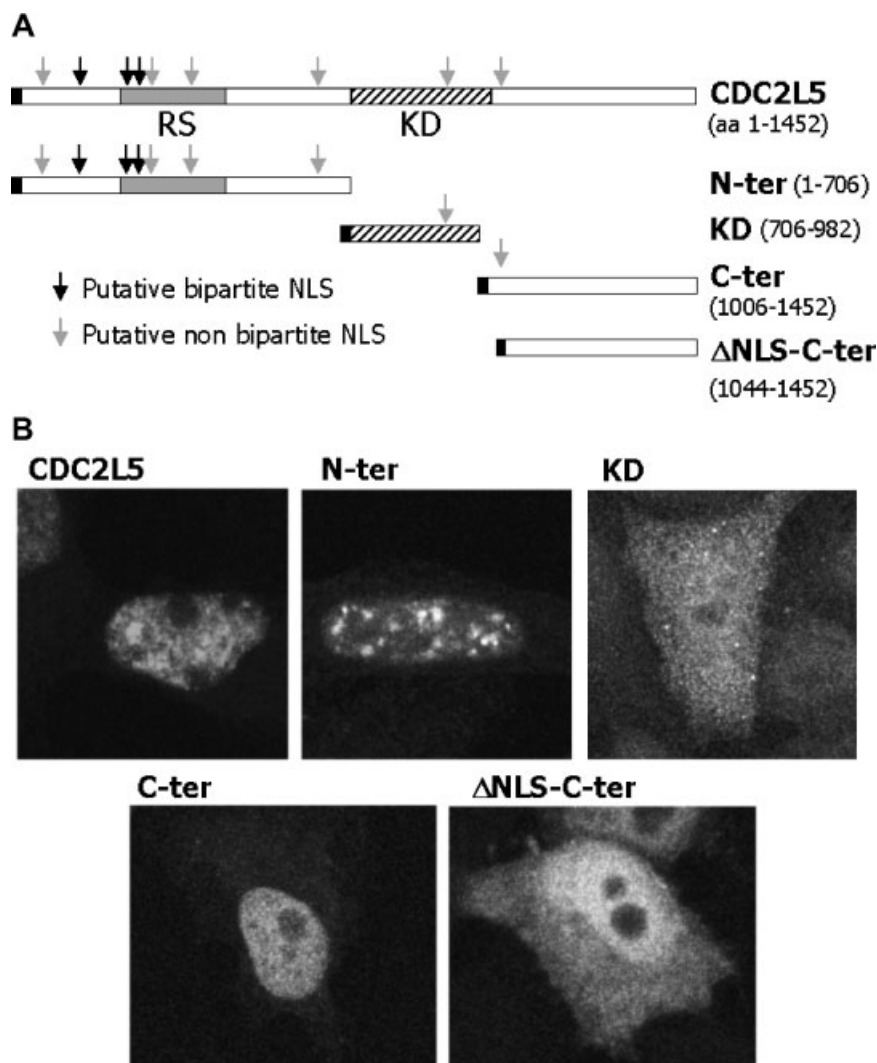 A
CDC2L5
(aa 1-1452)
RS KD
N-ter (1-706)
KD (706-982)
C-ter
(1006-1452)
Putative bipartite NLS
Putative non bipartite NLS
ΔNLS-C-ter
(1044-1452)
B
CDC2L5 N-ter KD
C-ter ΔNLS-C-ter